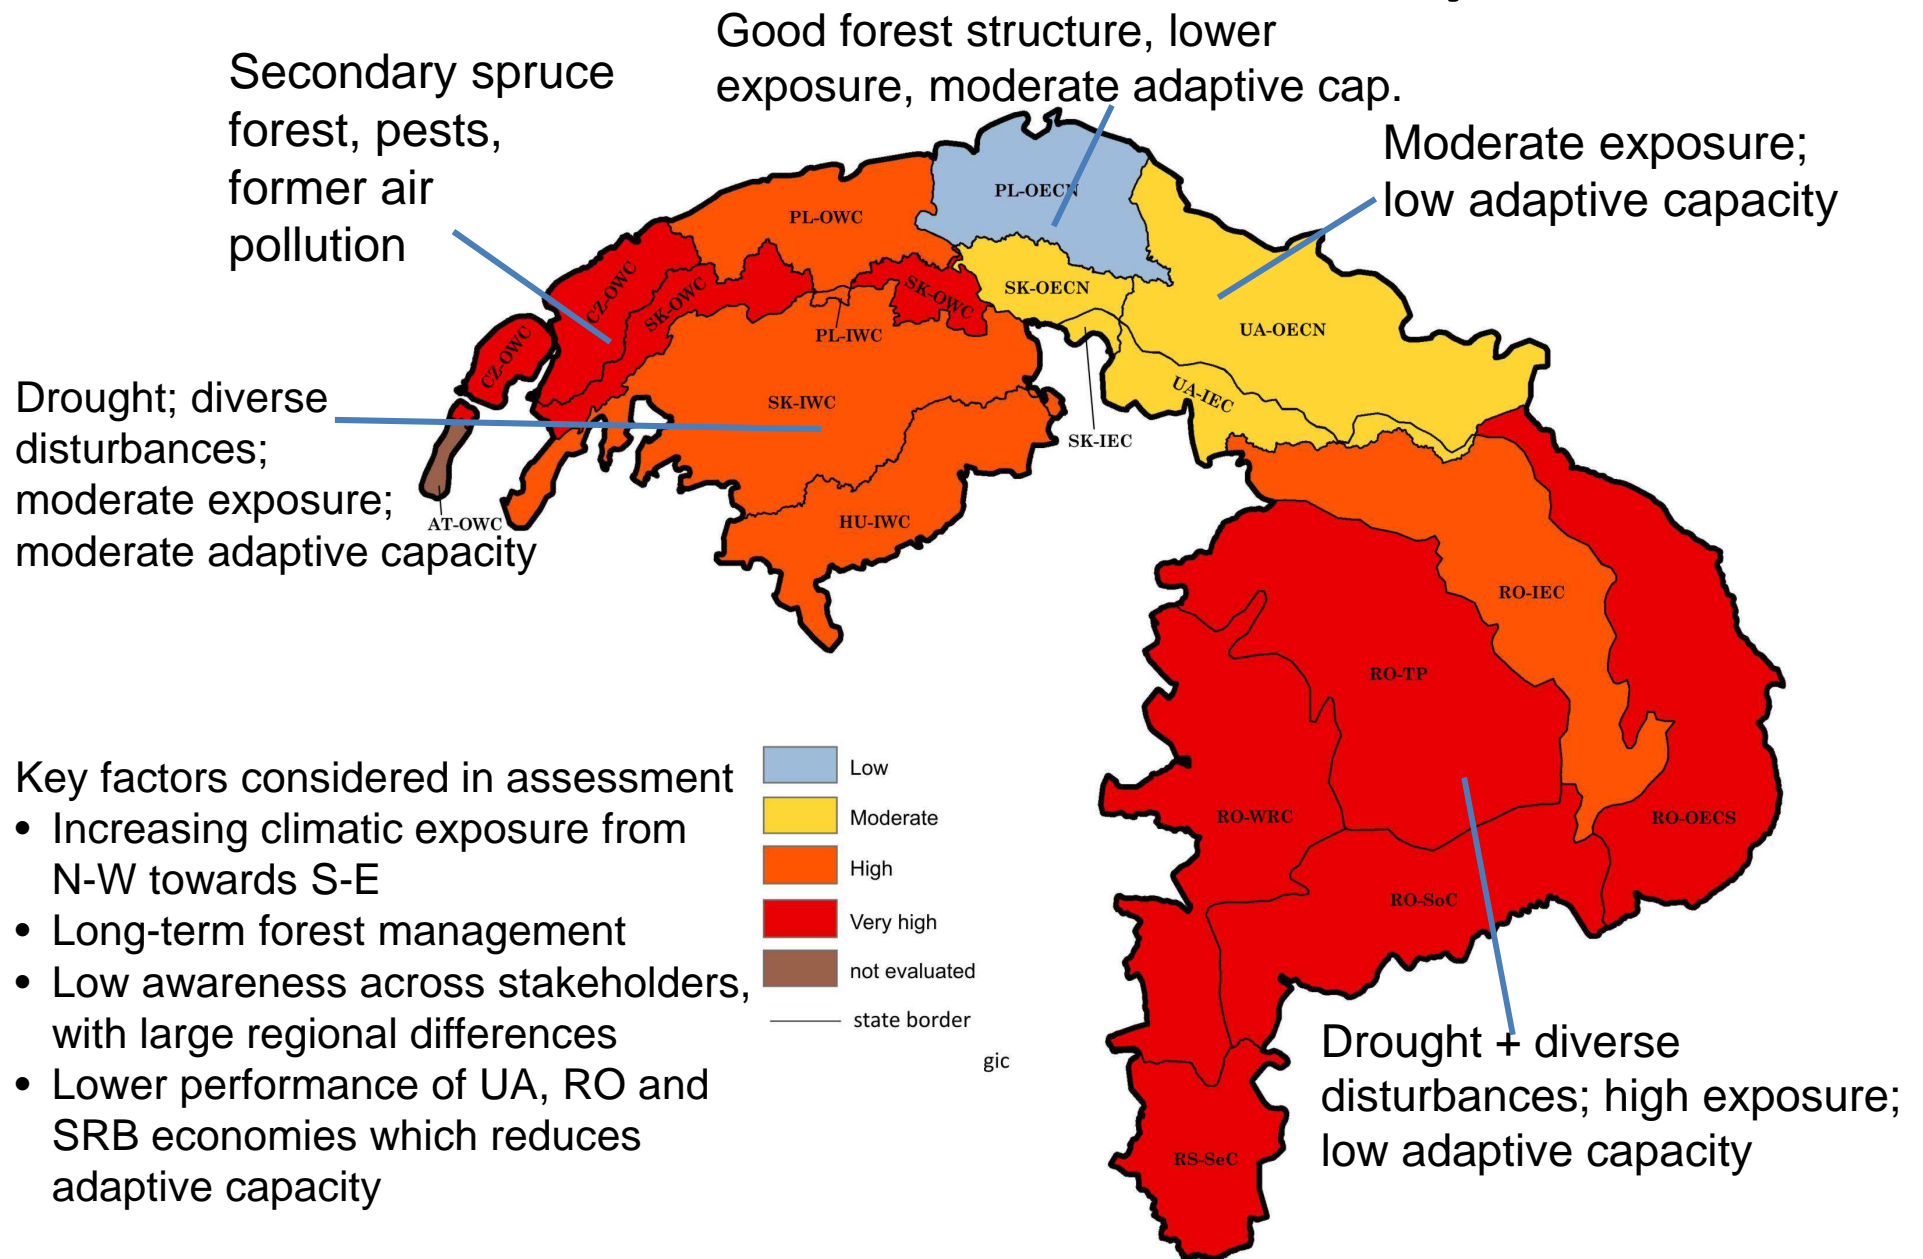 Good forest structure, lower
exposure, moderate adaptive cap.
Secondary spruce
forest, pests,
former air
pollution
Moderate exposure;
low adaptive capacity
PL-OECN
PL-OWC
CZ-OWC
SK-OWC
SK-OWC
SK-OECN
PL-IWC
UA-OECN
CZ-OWC
UA-IEC
SK-IWC
SK-IEC
Drought; diverse
disturbances;
moderate exposure;
moderate adaptive capacity
AT-OWC
HU-IWC
RO-IEC
RO-TP
RO-WRC
RO-OECS
RO-SoC
RS-SeC
Key factors considered in assessment
• Increasing climatic exposure from
N-W towards S-E
• Long-term forest management
• Low awareness across stakeholders,
with large regional differences
• Lower performance of UA, RO and
SRB economies which reduces
adaptive capacity
Low
Moderate
High
Very high
not evaluated
state border
gic
Drought + diverse
disturbances; high exposure;
low adaptive capacity